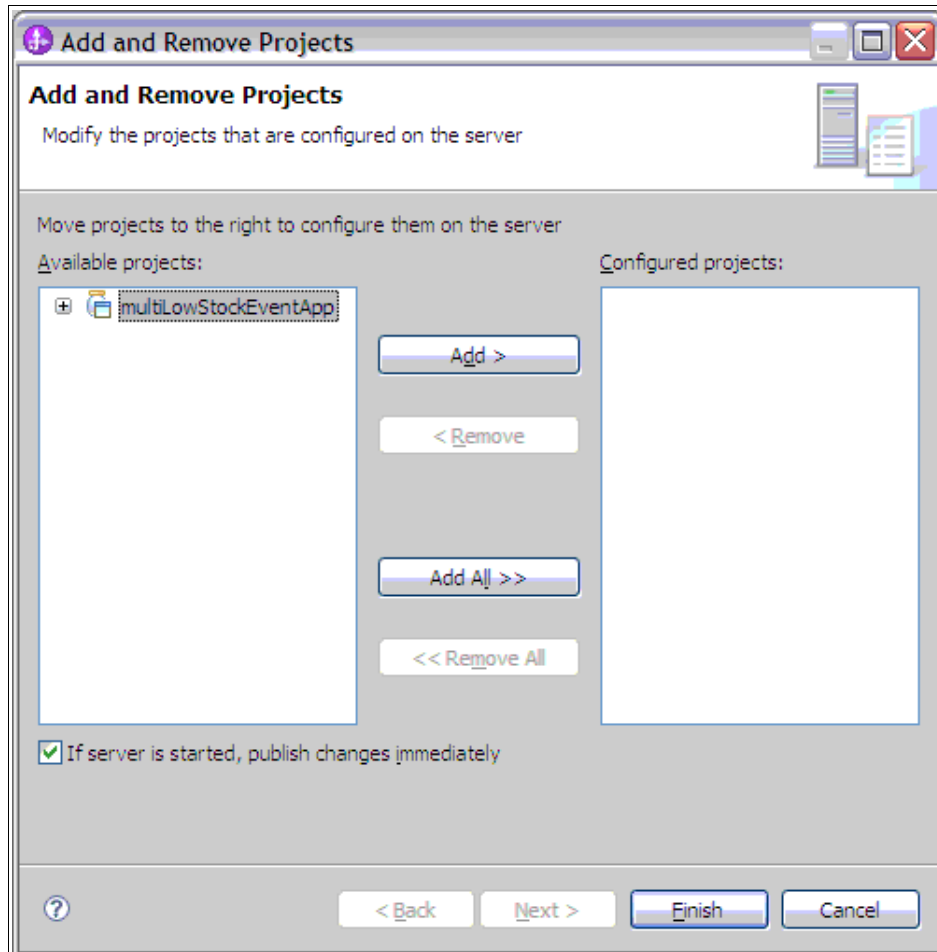 Add and Remove Projects
Add and Remove Projects
Modify the projects that are configured on the server
Move projects to the right to configure them on the server
Available projects:
Configured projects:
multiLowStockEventApp
Add >
< Remove
Add All >>
<< Remove All
If server is started, publish changes immediately
?
< Back
Next >
Finish
Cancel